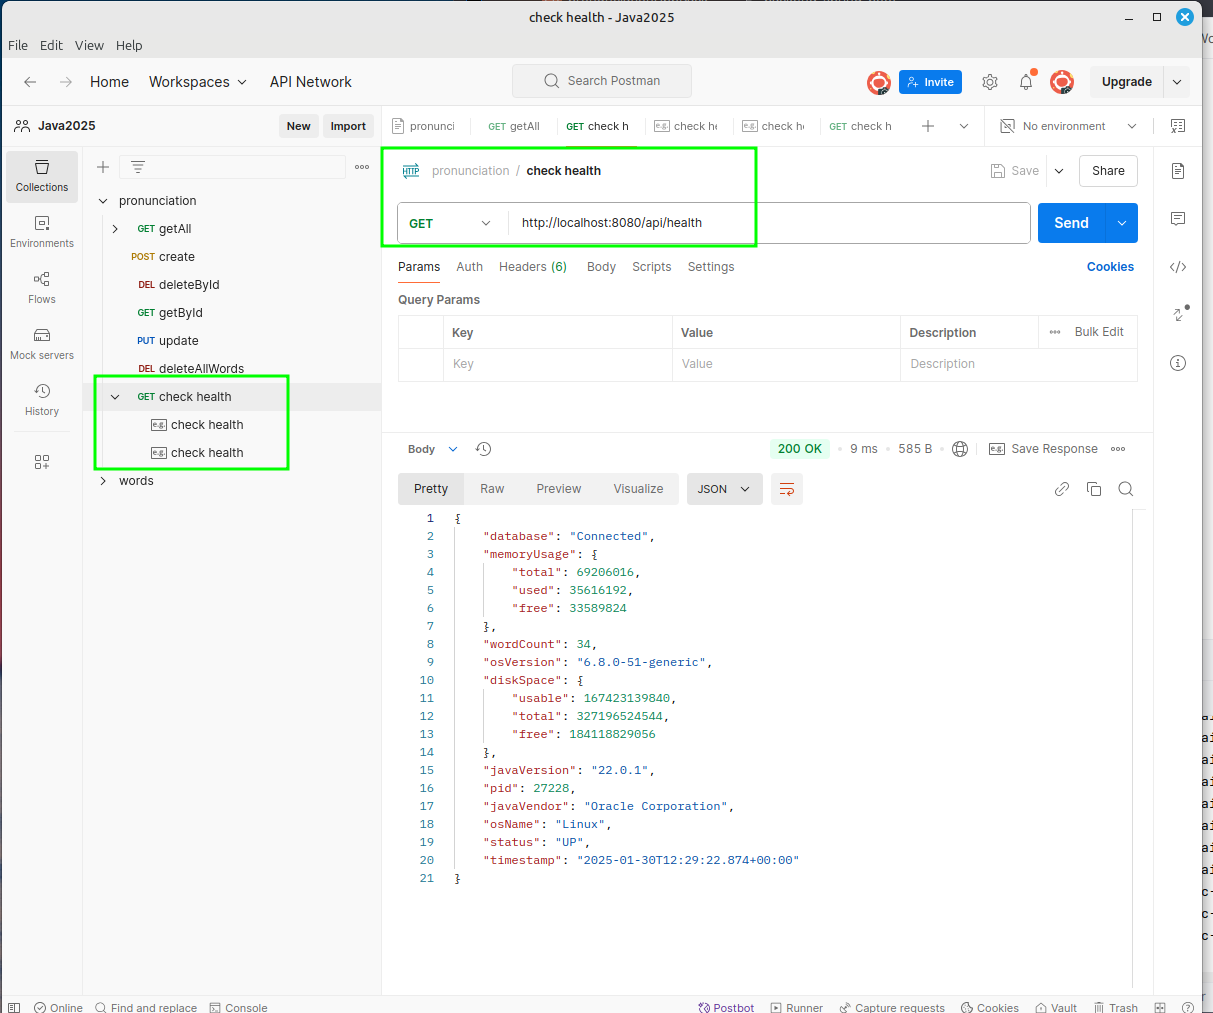 check health - Java2025
File Edit View Help
Home Workspaces API Network Search Postman Invite Upgrade
Java2025 New Import
pronunci GET getAll GET check h e.g. check he e.g. check h GET check h No environment
Collections
Environments
Flows
Mock servers
History
pronunciation
GET getAll
POST create
DEL deleteById
GET getById
PUT update
DEL deleteAllWords
GET check health
e.g. check health
e.g. check health
words
HTTP pronunciation / check health Save Share
GET http://localhost:8080/api/health Send
Params Auth Headers (6) Body Scripts Settings Cookies
Query Params
Key Value Description Bulk Edit
Key Value Description
Body 200 OK 9 ms 585 B e.g. Save Response
Pretty Raw Preview Visualize JSON
1 {
2 "database": "Connected",
3 "memoryUsage": {
4 "total": 69206016,
5 "used": 35616192,
6 "free": 33589824
7 },
8 "wordCount": 34,
9 "osVersion": "6.8.0-51-generic",
10 "diskSpace": {
11 "usable": 167423139840,
12 "total": 327196524544,
13 "free": 184118829056
14 },
15 "javaVersion": "22.0.1",
16 "pid": 27228,
17 "javaVendor": "Oracle Corporation",
18 "osName": "Linux",
19 "status": "UP",
20 "timestamp": "2025-01-30T12:29:22.874+00:00"
21 }
Online Find and replace Console Postbot Runner Capture requests Cookies Vault Trash